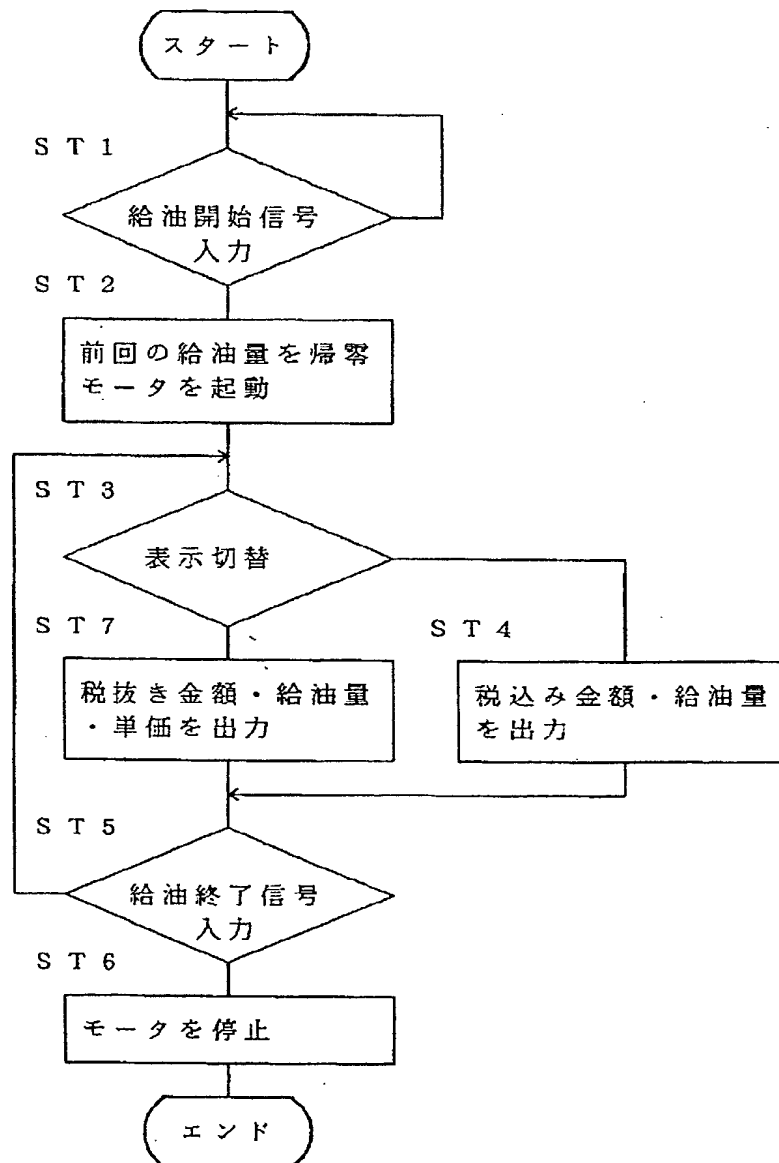 スタート
ST1
給油開始信号
入力
ST2
前回の給油量を帰零
モータを起動
ST3
表示切替
ST7
税抜き金額・給油量
・単価を出力
ST4
税込み金額・給油量
を出力
ST5
給油終了信号
入力
ST6
モータを停止
エンド